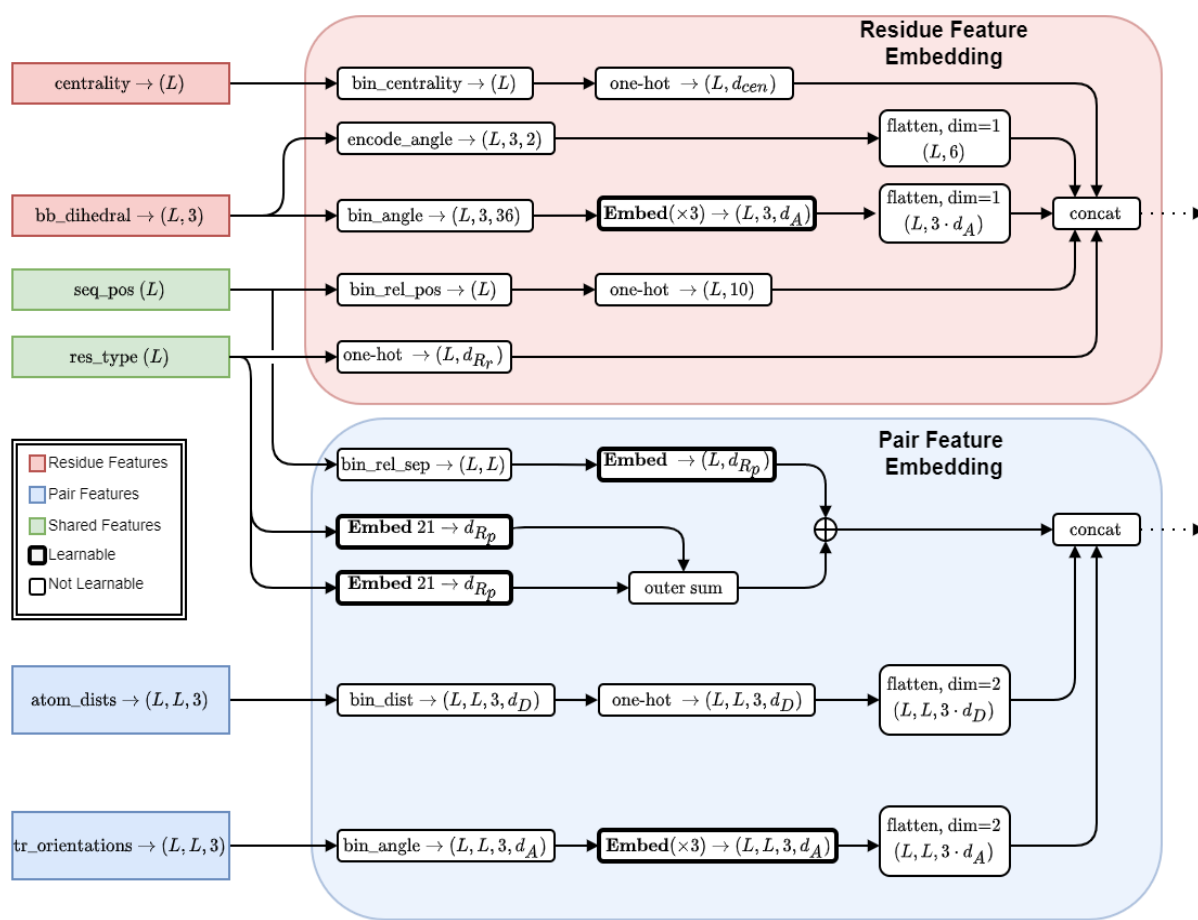 Residue Feature
Embedding
centrality → (L)
bin_centrality → (L)
one-hot → (L, d_cen)
encode_angle → (L, 3, 2)
flatten, dim=1
(L, 6)
bb_dihedral → (L, 3)
bin_angle → (L, 3, 36)
Embed(×3) → (L, 3, d_A)
flatten, dim=1
(L, 3 · d_A)
concat
seq_pos (L)
bin_rel_pos → (L)
one-hot → (L, 10)
res_type (L)
one-hot → (L, d_R_r)
Pair Feature
Embedding
Residue Features
Pair Features
Shared Features
Learnable
Not Learnable
bin_rel_sep → (L, L)
Embed → (L, d_R_p)
Embed 21 → d_R_p
concat
Embed 21 → d_R_p
outer sum
atom_dists → (L, L, 3)
bin_dist → (L, L, 3, d_D)
one-hot → (L, L, 3, d_D)
flatten, dim=2
(L, L, 3 · d_D)
tr_orientations → (L, L, 3)
bin_angle → (L, L, 3, d_A)
Embed(×3) → (L, L, 3, d_A)
flatten, dim=2
(L, L, 3 · d_A)